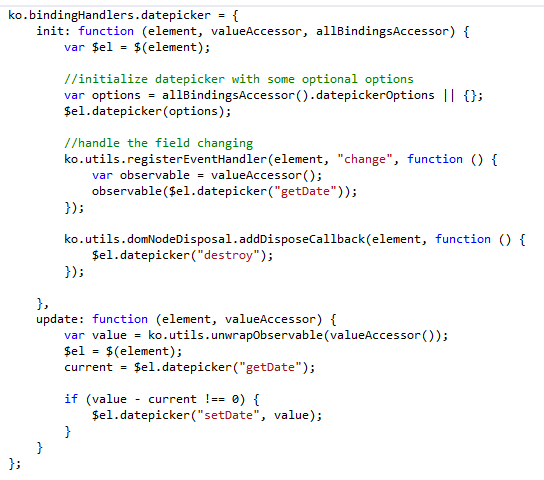 ko.bindingHandlers.datepicker = {
    init: function (element, valueAccessor, allBindingsAccessor) {
        var $el = $(element);

        //initialize datepicker with some optional options
        var options = allBindingsAccessor().datepickerOptions || {};
        $el.datepicker(options);

        //handle the field changing
        ko.utils.registerEventHandler(element, "change", function () {
            var observable = valueAccessor();
            observable($el.datepicker("getDate"));
        });

        ko.utils.domNodeDisposal.addDisposeCallback(element, function () {
            $el.datepicker("destroy");
        });

    },
    update: function (element, valueAccessor) {
        var value = ko.utils.unwrapObservable(valueAccessor());
        $el = $(element);
        current = $el.datepicker("getDate");

        if (value - current !== 0) {
            $el.datepicker("setDate", value);
        }
    }
};